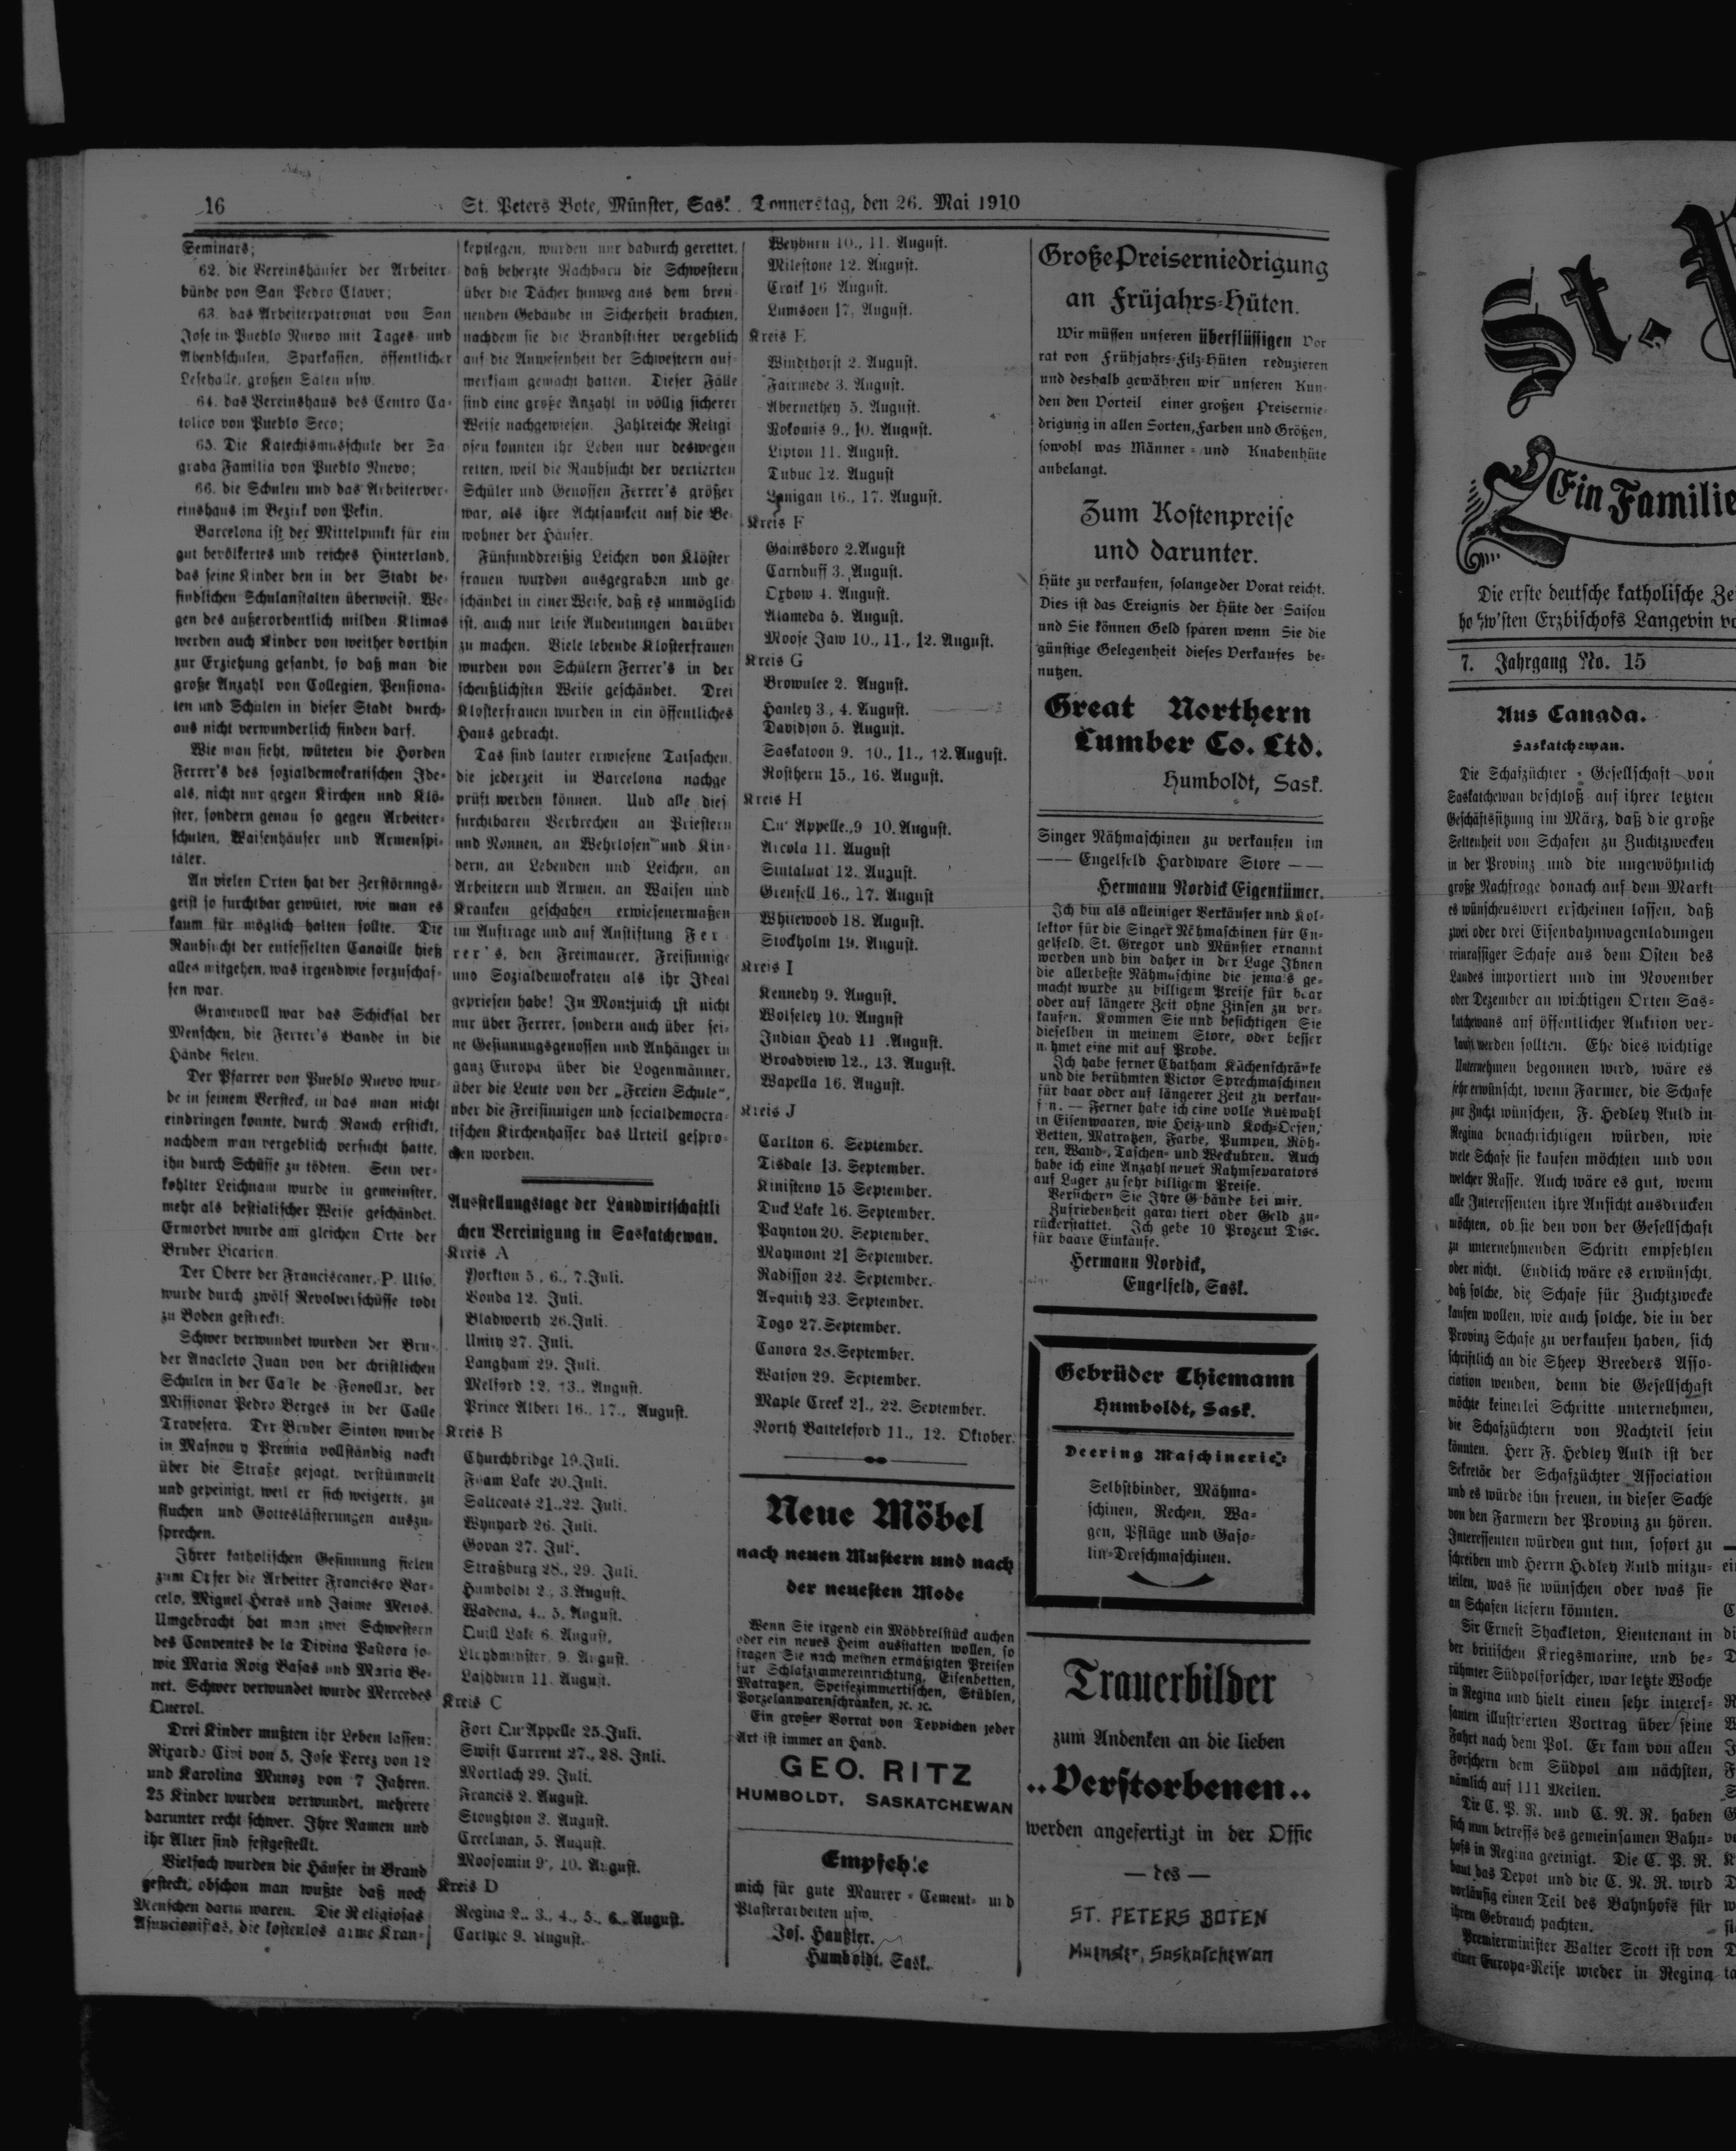 16
St. Peters Bote, Münster, Sask. Donnerstag, den 26. Mai 1910
Seminars;
62. die Vereinshäuser der Arbeiter-
bünde von San Pedro Claver;
63. das Arbeiterpatronat von San
Jose in Pueblo Nuevo mit Tages- und
Abendschulen, Sparkassen, öffentlicher
Lesehalle, großen Sälen usw.
64. das Vereinshaus des Centro Ca-
tolico von Pueblo Seco;
65. Die Katechismusschule der Sa
grada Familia von Pueblo Nuevo;
66. die Schulen und das Arbeiterver-
einshaus im Bezirk von Pekin.
Barcelona ist der Mittelpunkt für ein
gut bevölkertes und reiches Hinterland,
das seine Kinder den in der Stadt be-
findlichen Schulanstalten überweist. We-
gen des außerordentlich milden Klimas
werden auch Kinder von weither dorthin
zur Erziehung gesandt, so daß man die
große Anzahl von Collegien, Pensiona-
ten und Schulen in dieser Stadt durch-
aus nicht verwunderlich finden darf.
Wie man sieht, wüteten die Horden
Ferrer's des sozialdemokratischen Ide-
als, nicht nur gegen Kirchen und Klö-
ster, sondern genau so gegen Arbeiter-
schulen, Waisenhäuser und Armenspi-
täler.
An vielen Orten hat der Zerstörungs-
geist so furchtbar gewütet, wie man es
kaum für möglich halten sollte. Die
Raubsucht der entfesselten Canaille hieß
alles mitgehen, was irgendwie forzuschaf-
fen war.
Grauenvoll war das Schicksal der
Menschen, die Ferrer's Bande in die
Hände fielen.
Der Pfarrer von Pueblo Nuevo wur-
de in seinem Versteck, in das man nicht
eindringen konnte, durch Rauch erstickt,
nachdem man vergeblich versucht hatte,
ihn durch Schüsse zu tödten. Sein ver-
kohlter Leichnam wurde in gemeinster,
mehr als bestialischer Weise geschändet.
Ermordet wurde am gleichen Orte der
Bruder Licarien.
Der Obere der Franciscaner, P. Ulso,
wurde durch zwölf Revolverschüsse todt
zu Boden gestreckt.
Schwer verwundet wurden der Bru-
der Anacleto Juan von der christlichen
Schulen in der Calle de Fonollar, der
Missionar Pedro Berges in der Calle
Travesera. Der Bruder Sinton wurde
in Masnou y Premia vollständig nackt
über die Straße gejagt, verstümmelt
und gepeinigt, weil er sich weigerte, zu
fluchen und Gotteslästerungen auszu-
sprechen.
Ihrer katholischen Gesinnung fielen
zum Opfer die Arbeiter Francisco Bar-
celo, Miguel Heras und Jaime Metos.
Umgebracht hat man zwei Schwestern
des Conventes de la Divina Pastora so-
wie Maria Roig Basas und Maria Be-
net. Schwer verwundet wurde Mercedes
Querol.
Drei Kinder mußten ihr Leben lassen:
Rixardo Civi von 5, Jose Perez von 12
und Karolina Munoz von 7 Jahren.
25 Kinder wurden verwundet, mehrere
darunter recht schwer. Ihre Namen und
ihr Alter sind festgestellt.
Vielfach wurden die Häuser in Brand
gesteckt, obschon man wußte daß noch
Menschen darin waren. Die Religiosas
Asuncionistas, die kostenlos arme Kran-
kepflegen, wurden nur dadurch gerettet,
daß beherzte Nachbarn die Schwestern
über die Dächer hinweg aus dem bren-
nenden Gebäude in Sicherheit brachten,
nachdem sie die Brandstifter vergeblich
auf die Anwesenheit der Schwestern auf-
merksam gemacht hatten. Dieser Fälle
sind eine große Anzahl in völlig sicherer
Weise nachgewiesen. Zahlreiche Religi
osen konnten ihr Leben nur deswegen
retten, weil die Raubsucht der vertierten
Schüler und Genossen Ferrer's größer
war, als ihre Achtsamkeit auf die Be-
wohner der Häuser.
Fünfunddreißig Leichen von Klöster
frauen wurden ausgegraben und ge-
schändet in einer Weise, daß es unmöglich
ist, auch nur leise Andeutungen darüber
zu machen. Viele lebende Klosterfrauen
wurden von Schülern Ferrer's in der
scheußlichsten Weise geschändet. Drei
Klosterfrauen wurden in ein öffentliches
Haus gebracht.
Das sind lauter erwiesene Tatsachen,
die jederzeit in Barcelona nachge
prüft werden können. Und alle dies
furchtbaren Verbrechen an Priestern
und Nonnen, an Wehrlosen und Kin-
dern, an Lebenden und Leichen, an
Arbeitern und Armen, an Waisen und
Kranken geschahen erwiesenermaßen
im Auftrage und auf Anstiftung Fer
rer's, den Freimaurer, Freisinnige
und Sozialdemokraten als ihr Ideal
gepriesen habe! In Montjuich ist nicht
nur über Ferrer, sondern auch über sei-
ne Gesinnungsgenossen und Anhänger in
ganz Europa über die Logenmänner,
über die Leute von der „Freien Schule",
über die Freisinnigen und socialdemocra-
tischen Kirchenhasser das Urteil gespro-
chen worden.
Ausstellungstage der Landwirtschaftli
chen Vereinigung in Saskatchewan.
Kreis A
Yorkton 5., 6., 7. Juli.
Vonda 12. Juli.
Bladworth 26. Juli.
Unity 27. Juli.
Langham 29. Juli.
Melford 12., 13., August.
Prince Albert 16., 17., August.
Kreis B
Churchbridge 19. Juli.
Foam Lake 20. Juli.
Saltcoats 21., 22. Juli.
Wynyard 26. Juli.
Govan 27. Juli.
Straßburg 28., 29. Juli.
Humboldt 2., 3. August.
Wadena, 4., 5. August.
Quill Lake 6. August.
Lloydminster, 9. August.
Lashburn 11. August.
Kreis C
Fort Qu'Appelle 25. Juli.
Swift Current 27., 28. Juli.
Mortlach 29. Juli.
Francis 2. August.
Stoughton 3. August.
Creelman, 5. August.
Moosomin 9., 10. August.
Kreis D
Regina 2., 3., 4., 5., 6., August.
Carlyle 9. August.
Weyburn 10., 11. August.
Milestone 12. August.
Craik 16 August.
Lumsden 17. August.
Kreis E
Windthorst 2. August.
Fairmede 3. August.
Abernethey 5. August.
Nokomis 9., 10. August.
Lipton 11. August.
Dubuc 12. August
Lanigan 16., 17. August.
Kreis F
Gainsboro 2. August
Carnduff 3. August.
Oxbow 4. August.
Alameda 5. August.
Moose Jaw 10., 11., 12. August.
Kreis G
Brownlee 2. August.
Hanley 3., 4. August.
Davidson 5. August.
Saskatoon 9. 10., 11., 12. August.
Rosthern 15., 16. August.
Kreis H
Qu' Appelle., 9 10. August.
Arcola 11. August
Sintaluat 12. August.
Grenfell 16., 17. August
Whitewood 18. August.
Stockholm 19. August.
Kreis I
Kennedy 9. August.
Wolseley 10. August
Indian Head 11 .August.
Broadview 12., 13. August.
Wapella 16. August.
Kreis J
Carlton 6. September.
Tisdale 13. September.
Kinisteno 15 September.
Duck Lake 16. September.
Paynton 20. September.
Maymont 21 September.
Radisson 22. September.
Asquith 23. September.
Togo 27. September.
Canora 28. September.
Watson 29. September.
Maple Creek 21., 22. September.
North Battleford 11., 12. Oktober.
Neue Möbel
nach neuen Mustern und nach
der neuesten Mode
Wenn Sie irgend ein Möbbrelstück auchen
oder ein neues Heim ausstatten wollen, so
fragen Sie nach meinen ermäßigten Preisen
für Schlafzimmereinrichtung, Eisenbetten,
Matratzen, Speisezimmertischen, Stühlen,
Porzelanwarenschränken, ꝛc. ꝛc.
Ein großer Vorrat von Teppichen jeder
Art ist immer an Hand.
GEO. RITZ
HUMBOLDT, SASKATCHEWAN
Empfehle
mich für gute Maurer - Cement- und
Plasterarbeiten usw.
Jos. Haußler.
Humboldt, Sask.
Große Preiserniedrigung
an Früjahrs-Hüten.
Wir müssen unseren überflüssigen Vor
rat von Frühjahrs-Filz-Hüten reduzieren
und deshalb gewähren wir unseren Kun-
den den Vorteil einer großen Preisernie-
drigung in allen Sorten, Farben und Größen,
sowohl was Männer - und Knabenhüte
anbelangt.
Zum Kostenpreise
und darunter.
Hüte zu verkaufen, solange der Vorat reicht.
Dies ist das Ereignis der Hüte der Saison
und Sie können Geld sparen wenn Sie die
günstige Gelegenheit dieses Verkaufes be-
nutzen.
Great Northern
Lumber Co. Ltd.
Humboldt, Sask.
Singer Nähmaschinen zu verkaufen im
—— Engelfeld Hardware Store ——
Hermann Nordick Eigentümer.
Ich bin als alleiniger Verkäufer und Kol-
lektor für die Singer Nähmaschinen für En-
gelfeld, St. Gregor und Münster ernannt
worden und bin daher in der Lage Ihnen
die allerbeste Nähmaschine die jemals ge-
macht wurde zu billigem Preise für baar
oder auf längere Zeit ohne Zinsen zu ver-
kaufen. Kommen Sie und besichtigen Sie
dieselben in meinem Store, oder besser
nehmet eine mit auf Probe.
Ich habe ferner Chatham Küchenschränke
und die berühmten Victor Sprechmaschinen
für baar oder auf längerer Zeit zu verkau-
fen. — Ferner habe ich eine volle Auswahl
in Eisenwaaren, wie Heiz- und Koch-Oefen,
Betten, Matratzen, Farbe, Pumpen, Röh-
ren, Wand-, Taschen- und Weckuhren. Auch
habe ich eine Anzahl neuer Rahmseparators
auf Lager zu sehr billigem Preise.
Versichern Sie Ihre Gebände bei mir.
Zufriedenheit garantiert oder Geld zu-
rückerstattet. Ich gebe 10 Prozent Disc.
für baare Einkäufe.
Hermann Nordick,
Engelfeld, Sask.
Gebrüder Thiemann
Humboldt, Sask.
Deering Maschinerie:
Selbstbinder, Mähma-
schinen, Rechen, Wa-
gen, Pflüge und Gaso-
lin-Dreschmaschinen.
Trauerbilder
zum Andenken an die lieben
..Verstorbenen..
werden angefertigt in der Offic
— des —
ST. PETERS BOTEN
Muenster, Saskatchewan
St.
Ein Familie
Die erste deutsche katholische Zei
hochw'sten Erzbischofs Langevin vo
7. Jahrgang No. 15
Aus Canada.
Saskatchewan.
Die Schafzüchter - Gesellschaft von
Saskatchewan beschloß auf ihrer letzten
Geschäftssitzung im März, daß die große
Seltenheit von Schafen zu Zuchtzwecken
in der Provinz und die ungewöhnlich
große Nachfrage danach auf dem Markt
es wünschenswert erscheinen lassen, daß
zwei oder drei Eisenbahnwagenladungen
reinrassiger Schafe aus dem Osten des
Landes importiert und im November
oder Dezember an wichtigen Orten Sas-
katchewans auf öffentlicher Auktion ver-
kauft werden sollten. Ehe dies wichtige
Unternehmen begonnen wird, wäre es
sehr erwünscht, wenn Farmer, die Schafe
zur Zucht wünschen, F. Hedley Auld in
Regina benachrichtigen würden, wie
viele Schafe sie kaufen möchten und von
welcher Rasse. Auch wäre es gut, wenn
alle Interessenten ihre Ansicht ausdrücken
möchten, ob sie den von der Gesellschaft
zu unternehmenden Schritt empfehlen
oder nicht. Endlich wäre es erwünscht,
daß solche, die Schafe für Zuchtzwecke
kaufen wollen, wie auch solche, die in der
Provinz Schafe zu verkaufen haben, sich
schriftlich an die Sheep Breeders Asso-
ciation wenden, denn die Gesellschaft
möchte keinerlei Schritte unternehmen,
die Schafzüchtern von Nachteil sein
könnten. Herr F. Hedley Auld ist der
Sekretär der Schafzüchter Association
und es würde ihn freuen, in dieser Sache
von den Farmern der Provinz zu hören.
Interessenten würden gut tun, sofort zu
schreiben und Herrn Hedley Auld mitzu-
teilen, was sie wünschen oder was sie
an Schafen liefern könnten.
Sir Ernest Shackleton, Lieutenant in
der britischen Kriegsmarine, und be-
rühmter Südpolforscher, war letzte Woche
in Regina und hielt einen sehr interes-
santen illustrierten Vortrag über seine
Fahrt nach dem Pol. Er kam von allen
Forschern dem Südpol am nächsten,
nämlich auf 111 Meilen.
Die C. P. R. und C. N. R. haben
sich nun betreffs des gemeinsamen Bahn-
hofs in Regina geeinigt. Die C. P. R.
baut das Depot und die C. N. R. wird
vorläufig einen Teil des Bahnhofs für
ihren Gebrauch pachten.
Premierminister Walter Scott ist von
einer Europa-Reise wieder in Regina